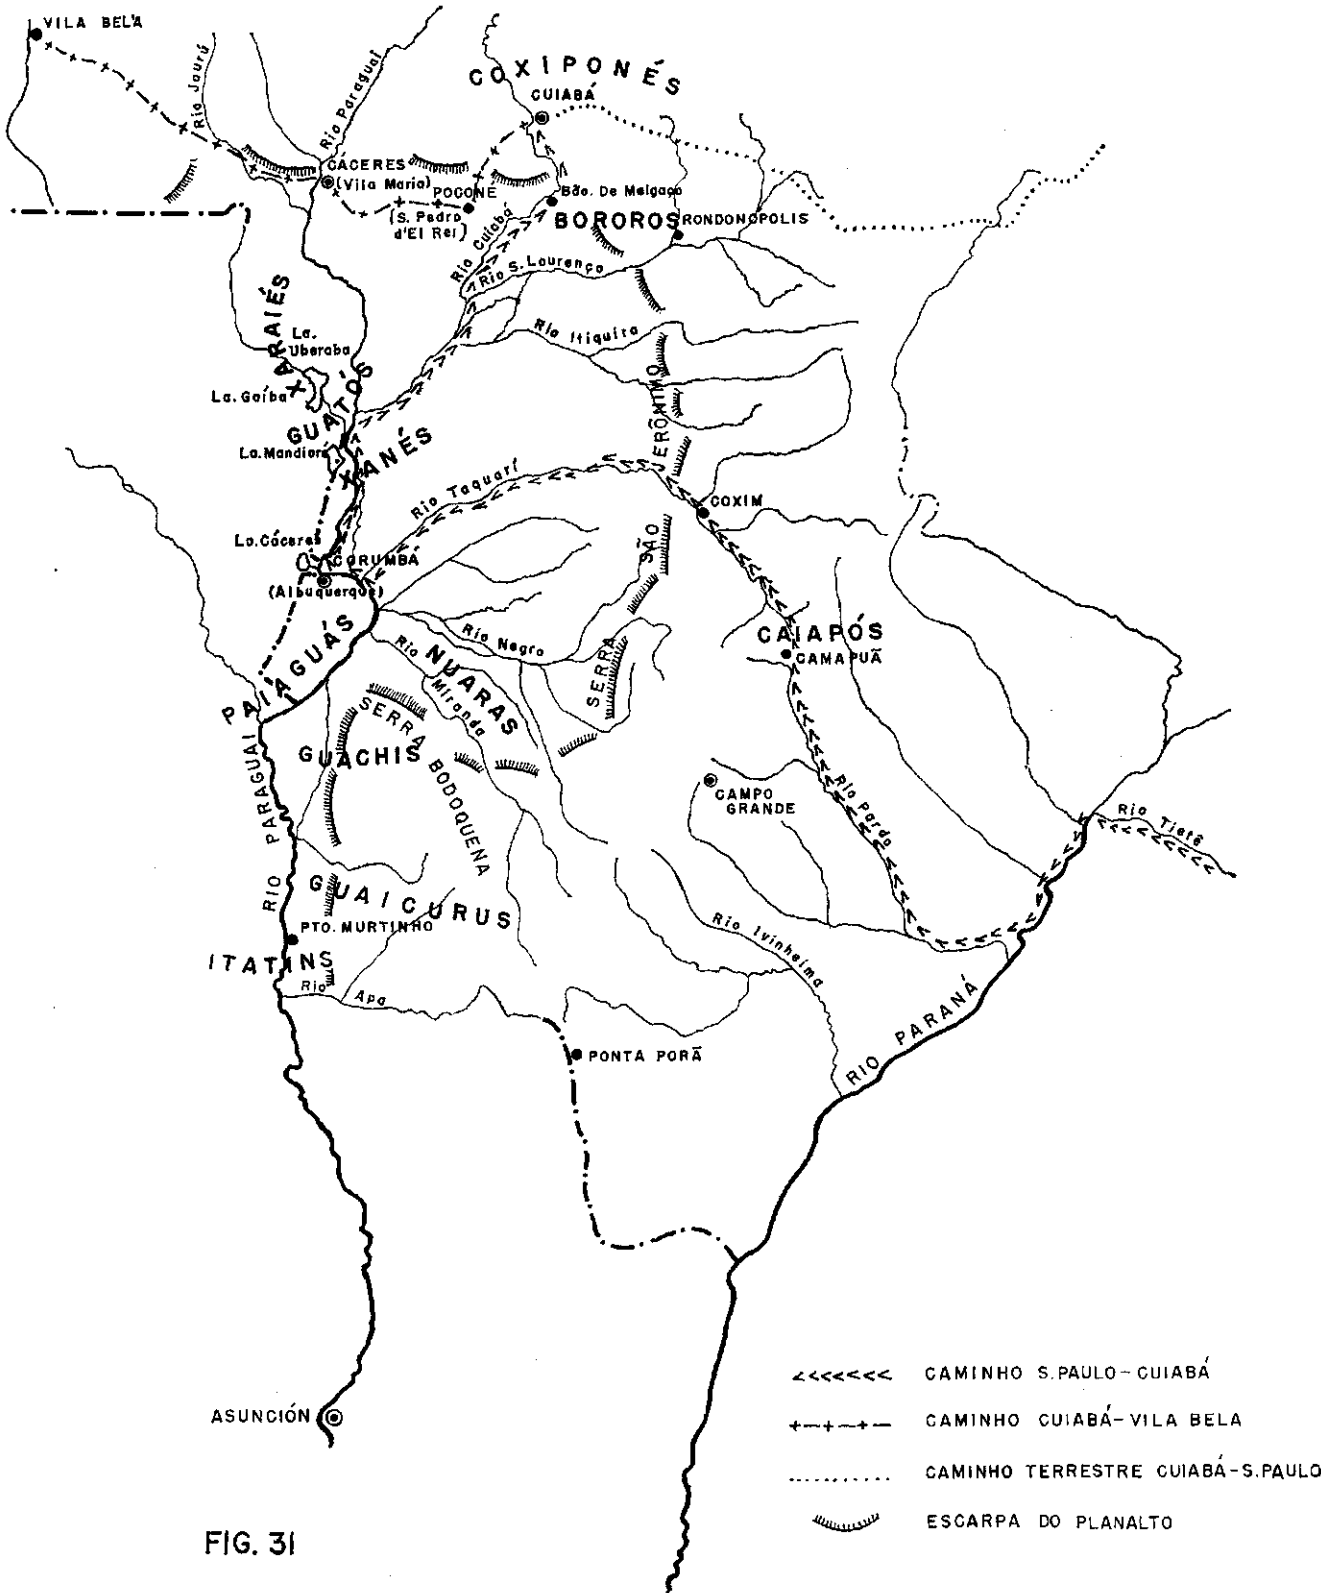 VILA BELA
Rio Jaurú
Rio Paraguai
COXIPONÉS
CUIABÁ
CÁCERES
(Vila Maria)
POCONÉ
(S. Pedro
d'El Rei)
Bão. De Melgaço
BOROROS
RONDONOPOLIS
Rio Cuiabá
Rio S. Lourenço
XARAIÉS
La.
Uberaba
Rio Itiquira
La. Gaíba
GUATÓS
La. Mandioré
XANÉS
JERÔNIMO
Rio Taquarí
COXIM
La. Cáceres
CORUMBÁ
(Albuquerque)
SÃO
PAIAGUÁS
Rio Negro
CAIAPÓS
CAMAPUÃ
Rio Miranda
NUARAS
SERRA
SERRA BODOQUENA
GUACHIS
RIO PARAGUAI
CAMPO
GRANDE
Rio Pardo
Rio Tietê
GUAICURUS
PTO. MURTINHO
Rio Ivinheima
ITATINS
Rio Apa
RIO PARANÁ
PONTA PORÃ
ASUNCIÓN
CAMINHO S.PAULO-CUIABÁ
CAMINHO CUIABÁ-VILA BELA
CAMINHO TERRESTRE CUIABÁ-S.PAULO
ESCARPA DO PLANALTO
FIG. 31